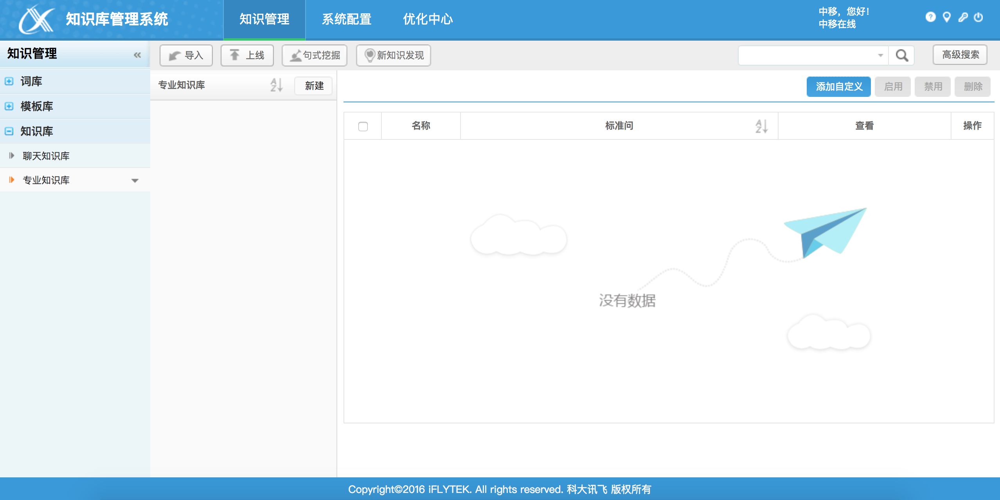 知识库管理系统
知识管理
系统配置
优化中心
中移，您好！
中移在线
知识管理
导入
上线
句式挖掘
新知识发现
高级搜索
词库
模板库
知识库
聊天知识库
专业知识库
专业知识库
新建
添加自定义
启用
禁用
删除
名称
标准问
查看
操作
没有数据
Copyright©2016 iFLYTEK. All rights reserved. 科大讯飞 版权所有